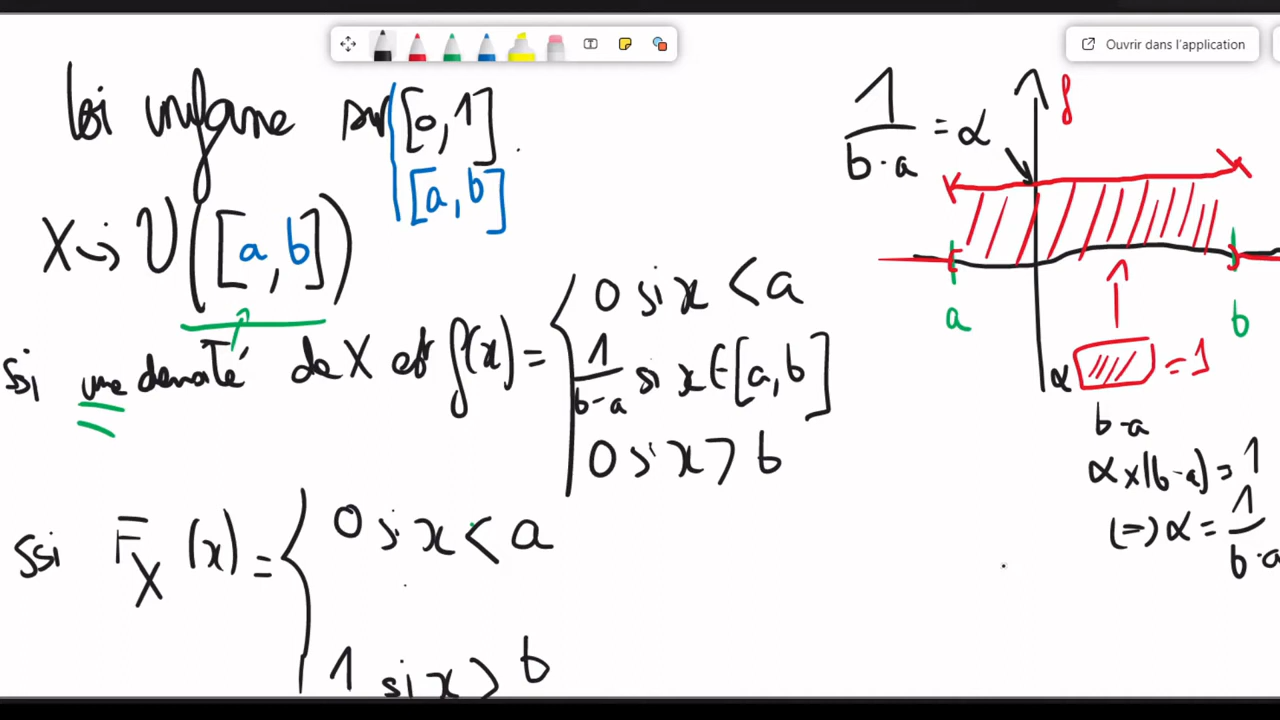 Ouvrir dans l'application
loi uniforme sur [0,1].
[a,b]
X ↪ U([a,b])
ssi une densité de X est f(x) =
0 si x < a
1/(b-a) si x ∈ [a,b]
0 si x > b
ssi F_X(x) =
0 si x < a
1 si x > b
1/(b-a) = α
f
a
b
α
= 1
b-a
α×(b-a) = 1
(=) α = 1/(b-a